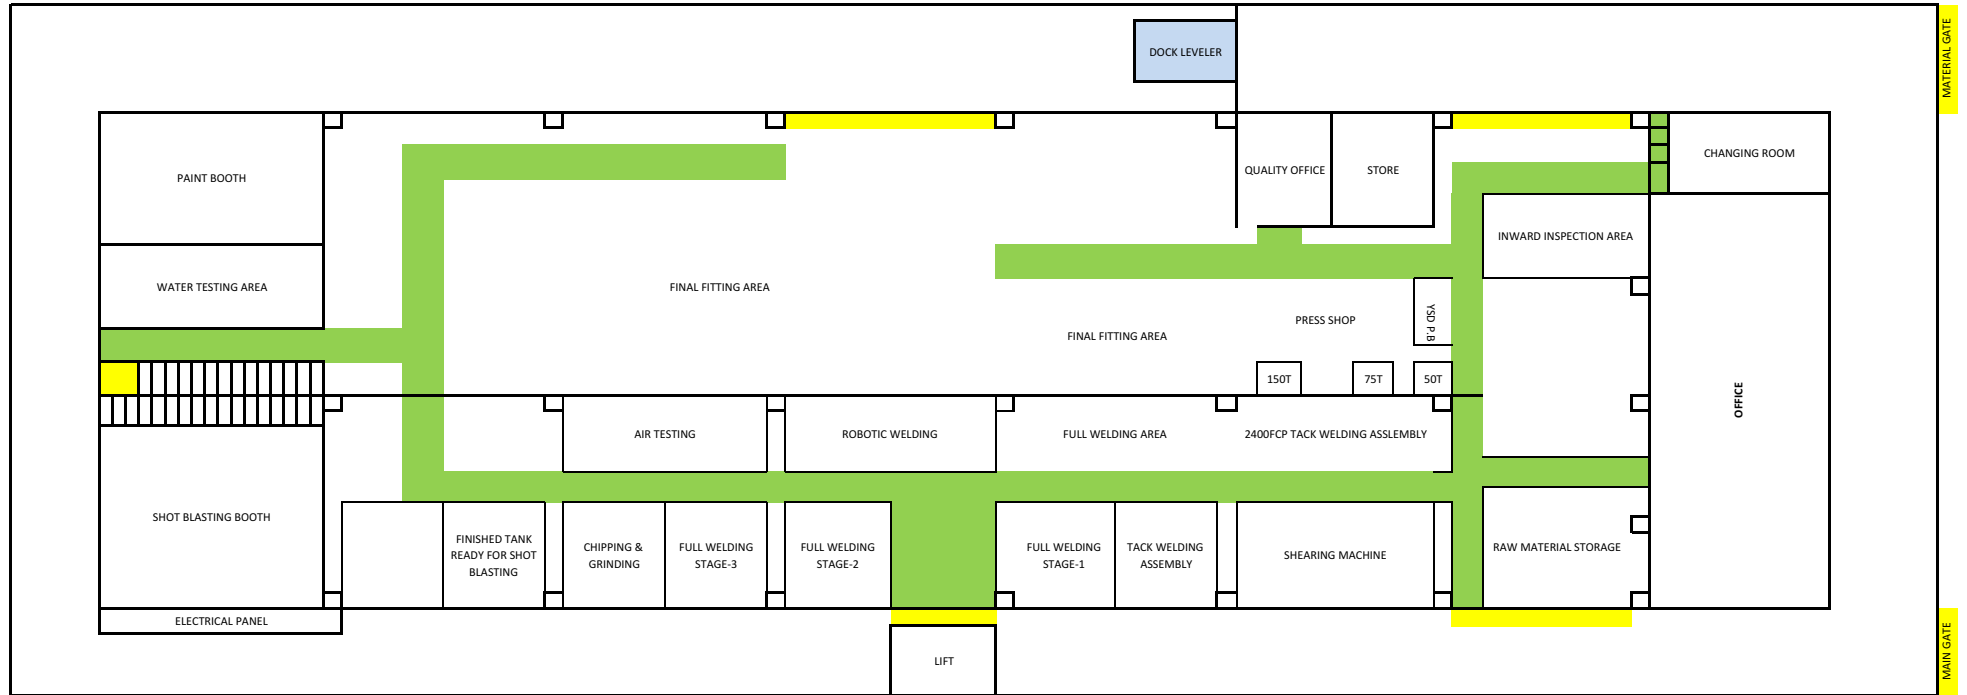 DOCK LEVELER
MATERIAL GATE
PAINT BOOTH
QUALITY OFFICE
STORE
CHANGING ROOM
INWARD INSPECTION AREA
WATER TESTING AREA
FINAL FITTING AREA
FINAL FITTING AREA
PRESS SHOP
YSD P.B
150T
75T
50T
OFFICE
AIR TESTING
ROBOTIC WELDING
FULL WELDING AREA
2400FCP TACK WELDING ASSLEMBLY
SHOT BLASTING BOOTH
FINISHED TANK
READY FOR SHOT
BLASTING
CHIPPING &
GRINDING
FULL WELDING
STAGE-3
FULL WELDING
STAGE-2
FULL WELDING
STAGE-1
TACK WELDING
ASSEMBLY
SHEARING MACHINE
RAW MATERIAL STORAGE
ELECTRICAL PANEL
LIFT
MAIN GATE